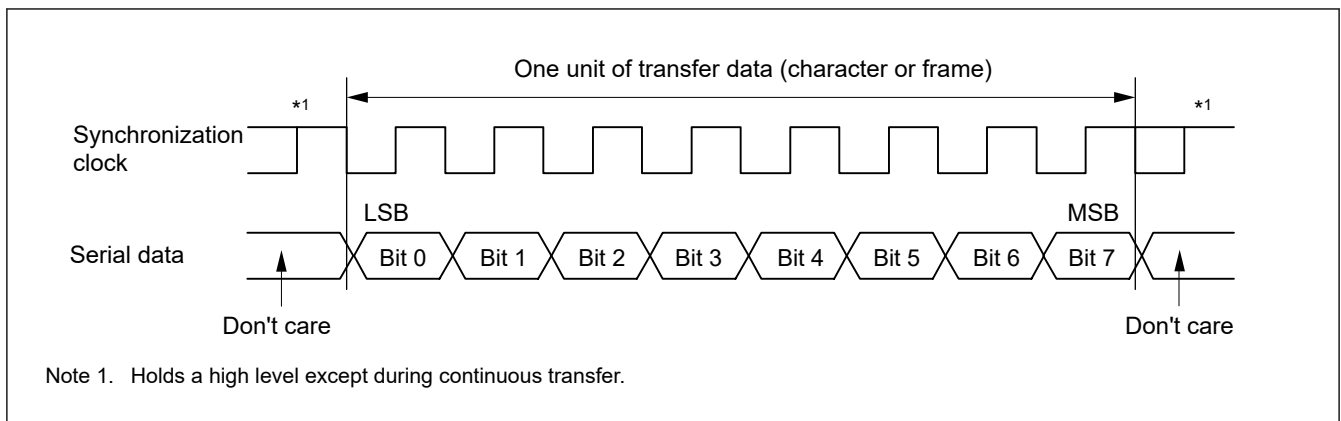 One unit of transfer data (character or frame)
*1 *1
Synchronization
clock
LSB MSB
Serial data Bit 0 Bit 1 Bit 2 Bit 3 Bit 4 Bit 5 Bit 6 Bit 7
Don't care Don't care
Note 1. Holds a high level except during continuous transfer.